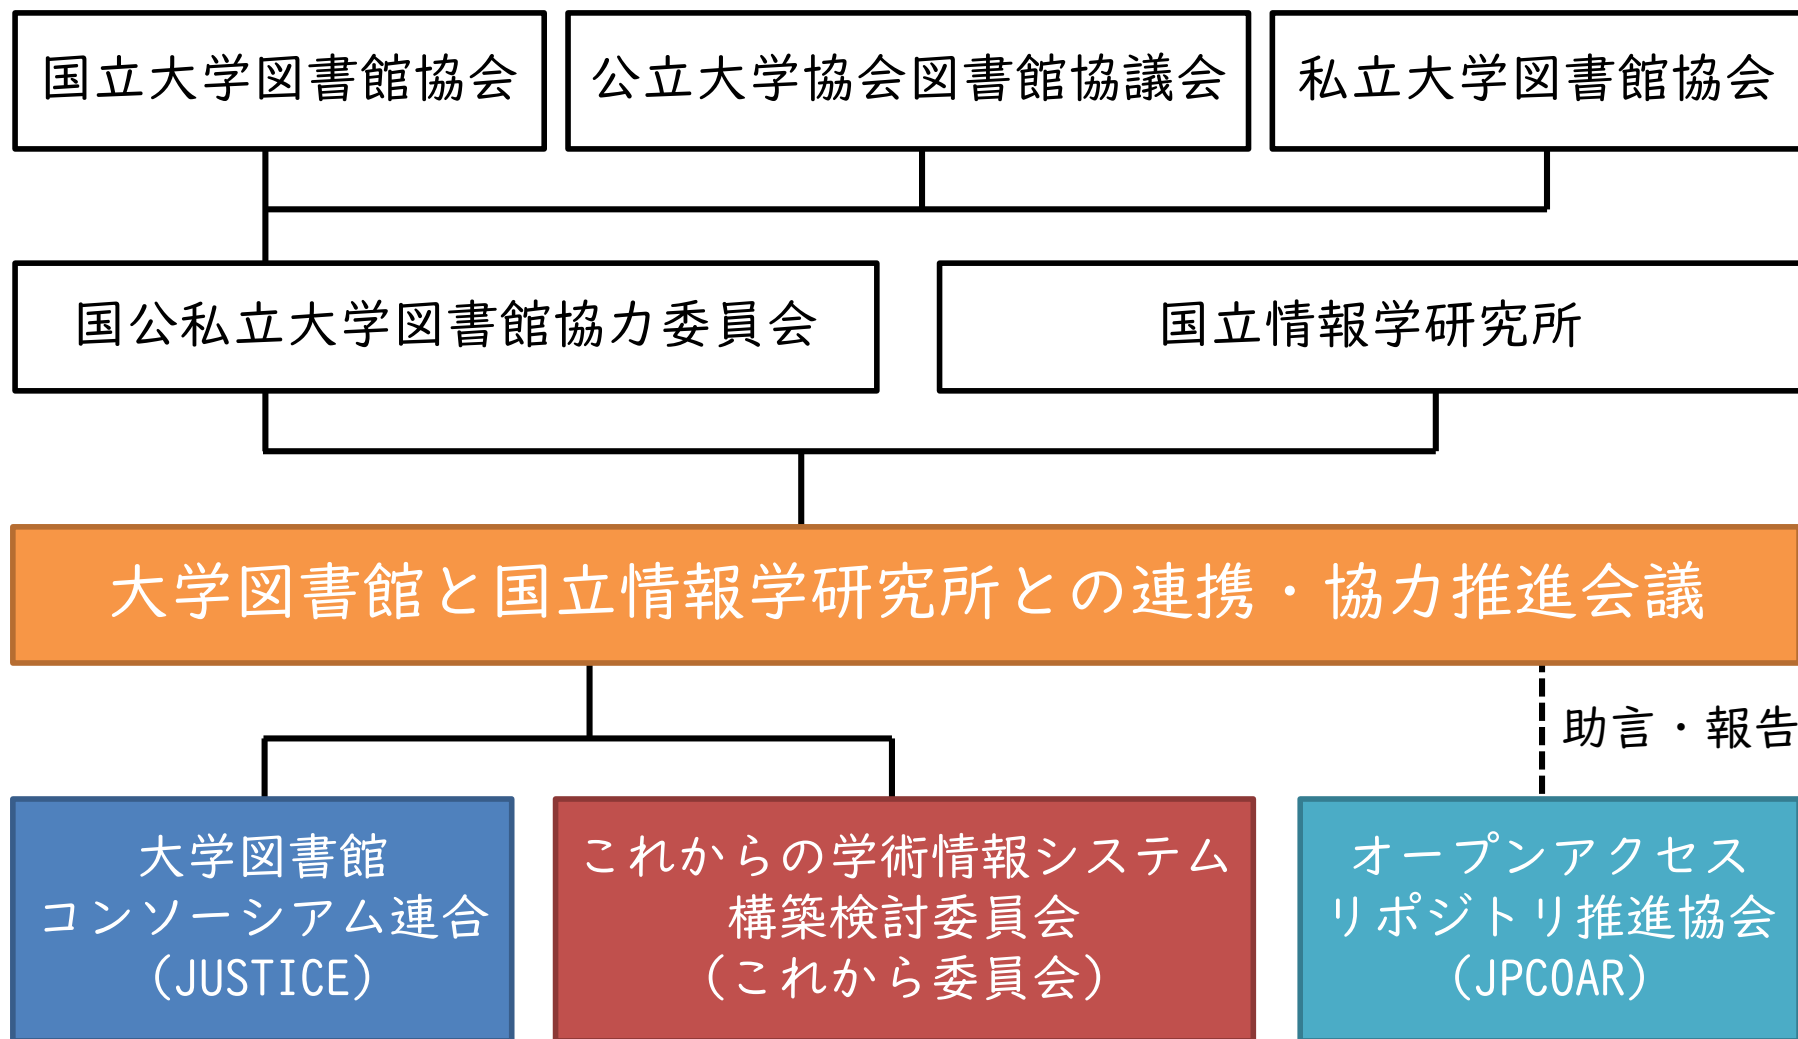 国立大学図書館協会
公立大学協会図書館協議会
私立大学図書館協会
国公私立大学図書館協力委員会
国立情報学研究所
大学図書館と国立情報学研究所との連携・協力推進会議
助言・報告
大学図書館
コンソーシアム連合
(JUSTICE)
これからの学術情報システム
構築検討委員会
(これから委員会)
オープンアクセス
リポジトリ推進協会
(JPCOAR)